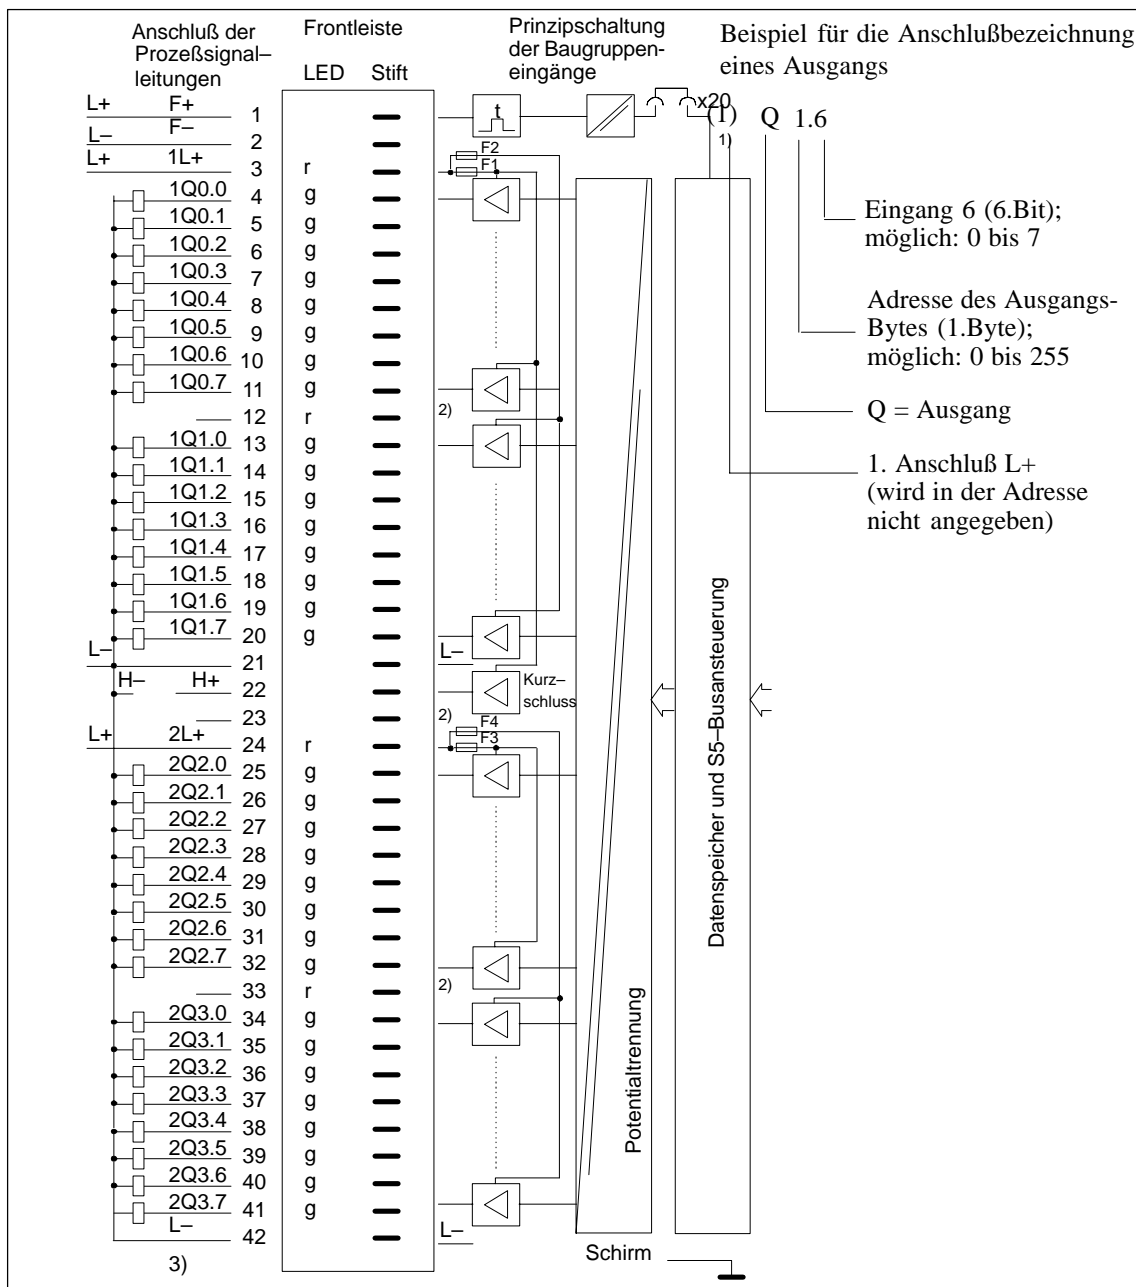 Anschluß der
Prozeßsignal–
leitungen
Frontleiste
LED Stift
Prinzipschaltung
der Baugruppen-
eingänge
Beispiel für die Anschlußbezeichnung
eines Ausgangs
x20
(1) Q 1.6
1)
L+ F+ 1
L– F– 2
L+ 1L+ 3 r
1Q0.0 4 g
1Q0.1 5 g
1Q0.2 6 g
1Q0.3 7 g
1Q0.4 8 g
1Q0.5 9 g
1Q0.6 10 g
1Q0.7 11 g
12 r
1Q1.0 13 g
1Q1.1 14 g
1Q1.2 15 g
1Q1.3 16 g
1Q1.4 17 g
1Q1.5 18 g
1Q1.6 19 g
1Q1.7 20 g
L– 21
H– H+ 22
23
L+ 2L+ 24 r
2Q2.0 25 g
2Q2.1 26 g
2Q2.2 27 g
2Q2.3 28 g
2Q2.4 29 g
2Q2.5 30 g
2Q2.6 31 g
2Q2.7 32 g
33 r
2Q3.0 34 g
2Q3.1 35 g
2Q3.2 36 g
2Q3.3 37 g
2Q3.4 38 g
2Q3.5 39 g
2Q3.6 40 g
2Q3.7 41 g
L– 42
3)
t
F2
F1
2)
L–
Kurz–
schluss
2)
F4
F3
2)
L–
Potentialtrennung
Datenspeicher und S5–Busansteuerung
Schirm
Eingang 6 (6.Bit);
möglich: 0 bis 7
Adresse des Ausgangs-
Bytes (1.Byte);
möglich: 0 bis 255
Q = Ausgang
1. Anschluß L+
(wird in der Adresse
nicht angegeben)